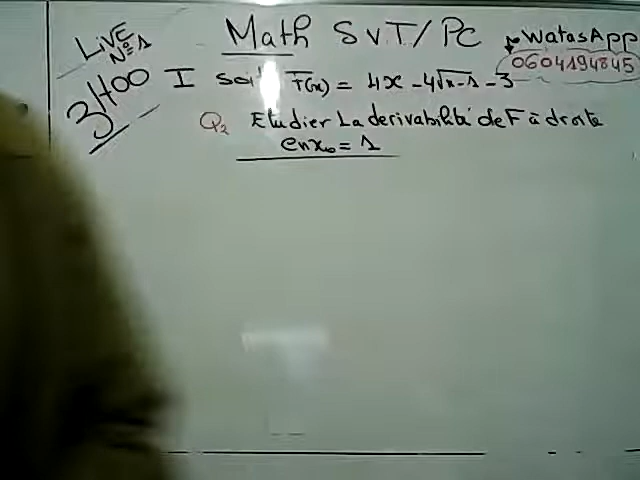 LiVE
N°1
Math SVT/PC
WatasApp
0604194845
3H00
I soit F(x) = 4x - 4√x-1 - 3
Q2 Etudier La derivabilité de F à droite
en x₀ = 1